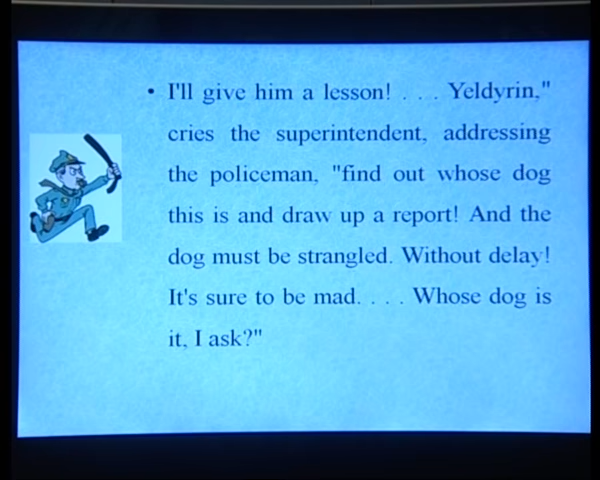 • I'll give him a lesson! . . . Yeldyrin,"
cries the superintendent, addressing
the policeman, "find out whose dog
this is and draw up a report! And the
dog must be strangled. Without delay!
It's sure to be mad. . . . Whose dog is
it, I ask?"